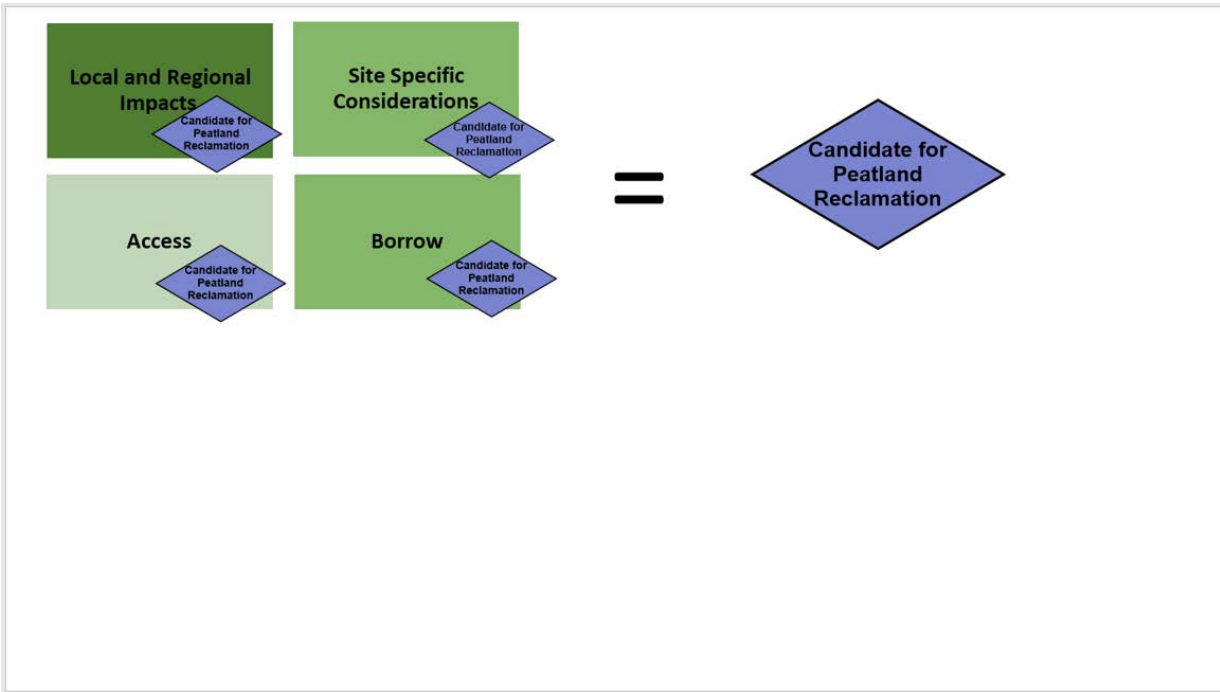 Local and Regional
Impacts
Candidate for
Peatland
Reclamation
Site Specific
Considerations
Candidate for
Peatland
Reclamation
Access
Candidate for
Peatland
Reclamation
Borrow
Candidate for
Peatland
Reclamation
=
Candidate for
Peatland
Reclamation